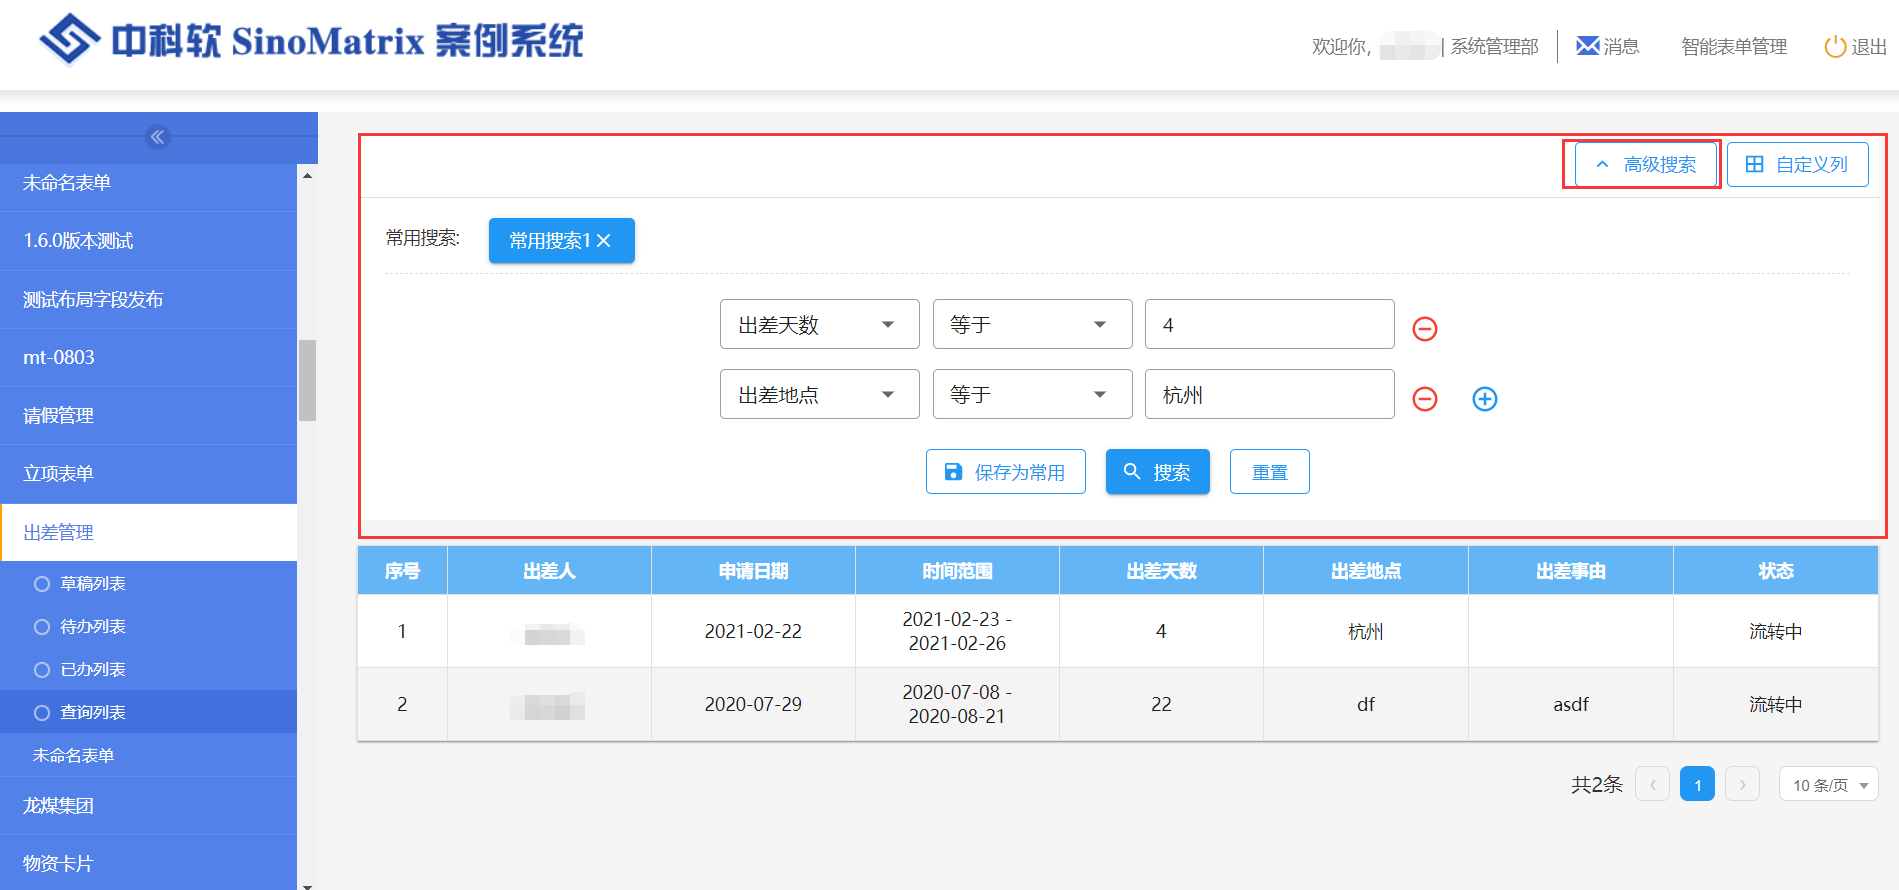 中科软 SinoMatrix 案例系统
欢迎你, | 系统管理部 消息 智能表单管理 退出
未命名表单
1.6.0版本测试
测试布局字段发布
mt-0803
请假管理
立项表单
出差管理
草稿列表
待办列表
已办列表
查询列表
未命名表单
龙煤集团
物资卡片
高级搜索 自定义列
常用搜索: 常用搜索1
出差天数 等于 4
出差地点 等于 杭州
保存为常用 搜索 重置
序号 出差人 申请日期 时间范围 出差天数 出差地点 出差事由 状态
1 2021-02-22 2021-02-23 - 2021-02-26 4 杭州 流转中
2 2020-07-29 2020-07-08 - 2020-08-21 22 df asdf 流转中
共2条 1 10 条/页